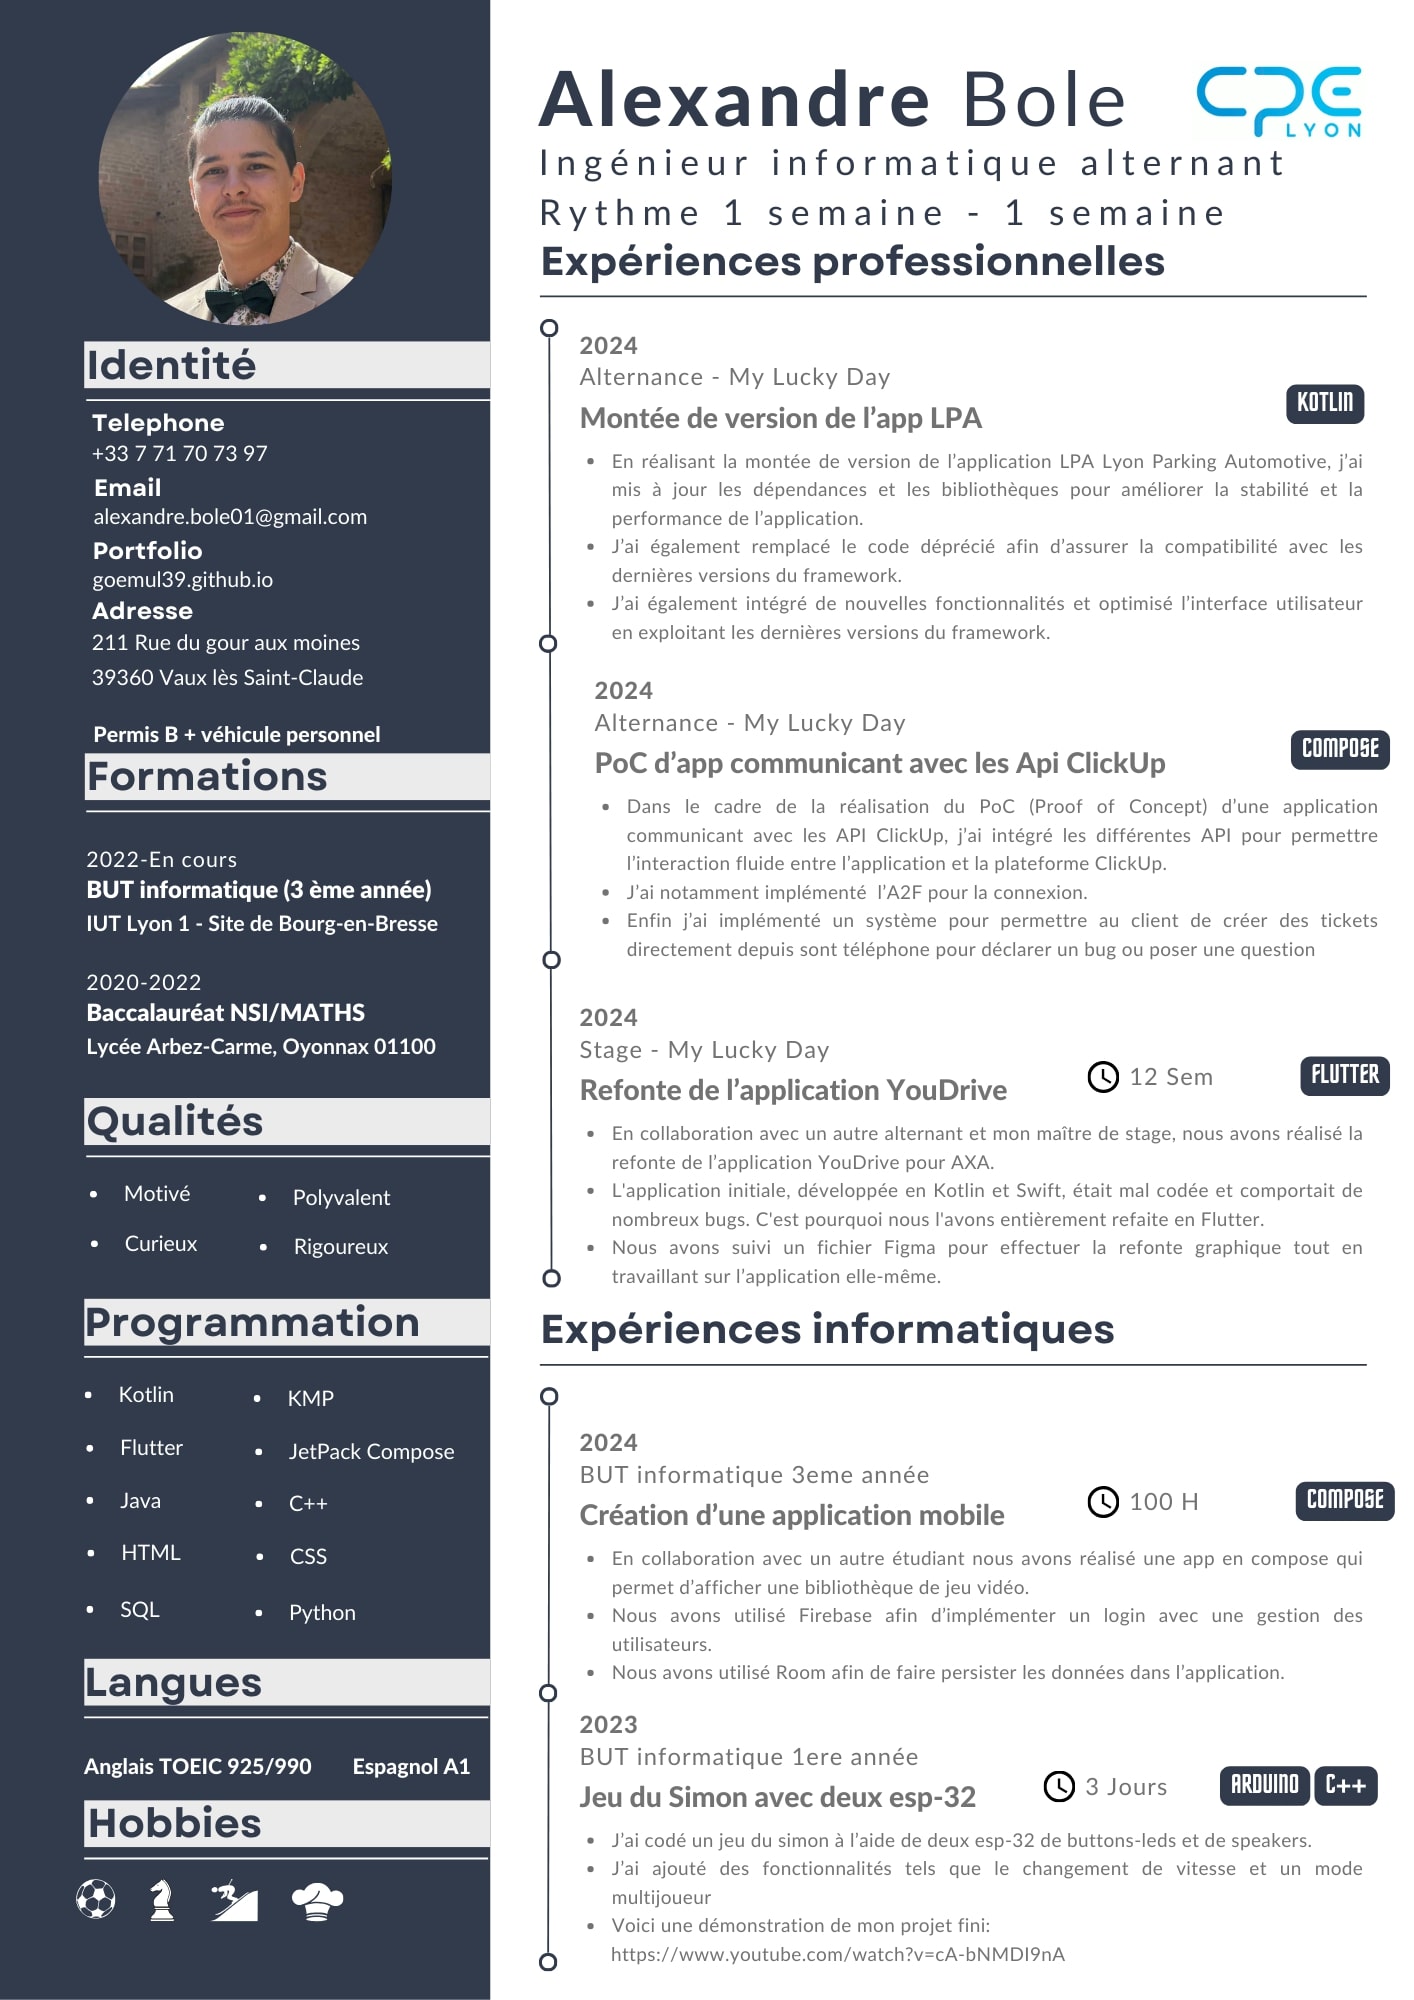 Alexandre Bole
CPE
LYON
Ingénieur informatique alternant
Rythme 1 semaine - 1 semaine
Identité
Telephone
+33 7 71 70 73 97
Email
alexandre.bole01@gmail.com
Portfolio
goemul39.github.io
Adresse
211 Rue du gour aux moines
39360 Vaux lès Saint-Claude
Permis B + véhicule personnel
Formations
2022-En cours
BUT informatique (3 ème année)
IUT Lyon 1 - Site de Bourg-en-Bresse
2020-2022
Baccalauréat NSI/MATHS
Lycée Arbez-Carme, Oyonnax 01100
Qualités
• Motivé
• Polyvalent
• Curieux
• Rigoureux
Programmation
• Kotlin
• KMP
• Flutter
• JetPack Compose
• Java
• C++
• HTML
• CSS
• SQL
• Python
Langues
Anglais TOEIC 925/990 Espagnol A1
Hobbies
Expériences professionnelles
2024
Alternance - My Lucky Day
Montée de version de l’app LPA
KOTLIN
• En réalisant la montée de version de l’application LPA Lyon Parking Automotive, j’ai
mis à jour les dépendances et les bibliothèques pour améliorer la stabilité et la
performance de l’application.
• J’ai également remplacé le code déprécié afin d’assurer la compatibilité avec les
dernières versions du framework.
• J’ai également intégré de nouvelles fonctionnalités et optimisé l’interface utilisateur
en exploitant les dernières versions du framework.
2024
Alternance - My Lucky Day
PoC d’app communicant avec les Api ClickUp
COMPOSE
• Dans le cadre de la réalisation du PoC (Proof of Concept) d’une application
communicant avec les API ClickUp, j’ai intégré les différentes API pour permettre
l’interaction fluide entre l’application et la plateforme ClickUp.
• J’ai notamment implémenté l’A2F pour la connexion.
• Enfin j’ai implémenté un système pour permettre au client de créer des tickets
directement depuis sont téléphone pour déclarer un bug ou poser une question
2024
Stage - My Lucky Day
Refonte de l’application YouDrive
12 Sem
FLUTTER
• En collaboration avec un autre alternant et mon maître de stage, nous avons réalisé la
refonte de l’application YouDrive pour AXA.
• L'application initiale, développée en Kotlin et Swift, était mal codée et comportait de
nombreux bugs. C'est pourquoi nous l'avons entièrement refaite en Flutter.
• Nous avons suivi un fichier Figma pour effectuer la refonte graphique tout en
travaillant sur l’application elle-même.
Expériences informatiques
2024
BUT informatique 3eme année
Création d’une application mobile
100 H
COMPOSE
• En collaboration avec un autre étudiant nous avons réalisé une app en compose qui
permet d’afficher une bibliothèque de jeu vidéo.
• Nous avons utilisé Firebase afin d’implémenter un login avec une gestion des
utilisateurs.
• Nous avons utilisé Room afin de faire persister les données dans l’application.
2023
BUT informatique 1ere année
Jeu du Simon avec deux esp-32
3 Jours
ARDUINO C++
• J’ai codé un jeu du simon à l’aide de deux esp-32 de buttons-leds et de speakers.
• J’ai ajouté des fonctionnalités tels que le changement de vitesse et un mode
multijoueur
• Voici une démonstration de mon projet fini:
https://www.youtube.com/watch?v=cA-bNMDI9nA